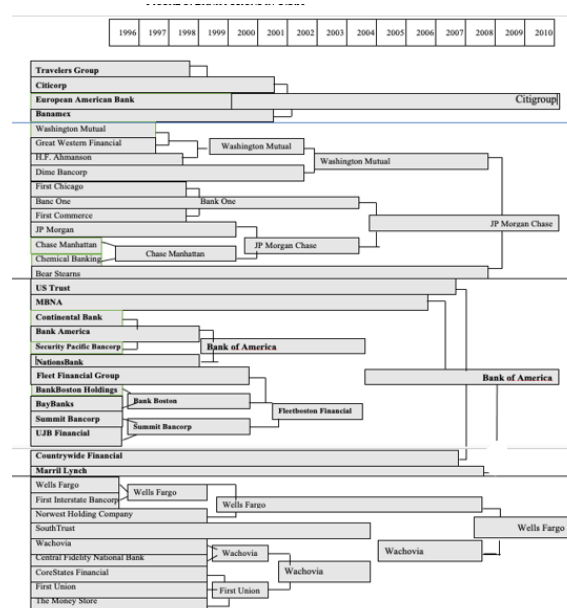 1996 1997 1998 1999 2000 2001 2002 2003 2004 2005 2006 2007 2008 2009 2010
Travelers Group
Citicorp
European American Bank Citigroup
Banamex
Washington Mutual
Great Western Financial Washington Mutual
H.F. Ahmanson Washington Mutual
Dime Bancorp
First Chicago
Banc One Bank One
First Commerce JP Morgan Chase
JP Morgan
Chase Manhattan JP Morgan Chase
Chemical Banking Chase Manhattan
Bear Stearns
US Trust
MBNA
Continental Bank
Bank America
Security Pacific Bancorp Bank of America
NationsBank
Fleet Financial Group Bank of America
BankBoston Holdings
BayBanks Bank Boston
Summit Bancorp Fleetboston Financial
UJB Financial Summit Bancorp
Countrywide Financial
Marril Lynch
Wells Fargo
First Interstate Bancorp Wells Fargo
Norwest Holding Company Wells Fargo
SouthTrust Wells Fargo
Wachovia
Central Fidelity National Bank Wachovia Wachovia
CoreStates Financial Wachovia
First Union First Union
The Money Store